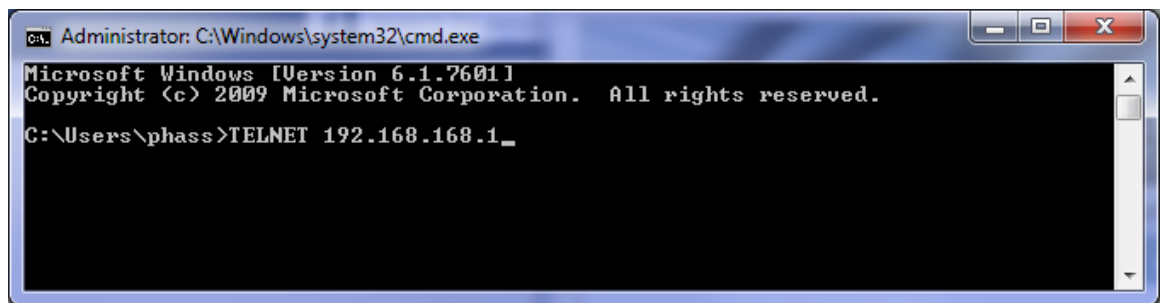 Administrator: C:\Windows\system32\cmd.exe
Microsoft Windows [Version 6.1.7601]
Copyright (c) 2009 Microsoft Corporation.  All rights reserved.
C:\Users\phass>TELNET 192.168.168.1_